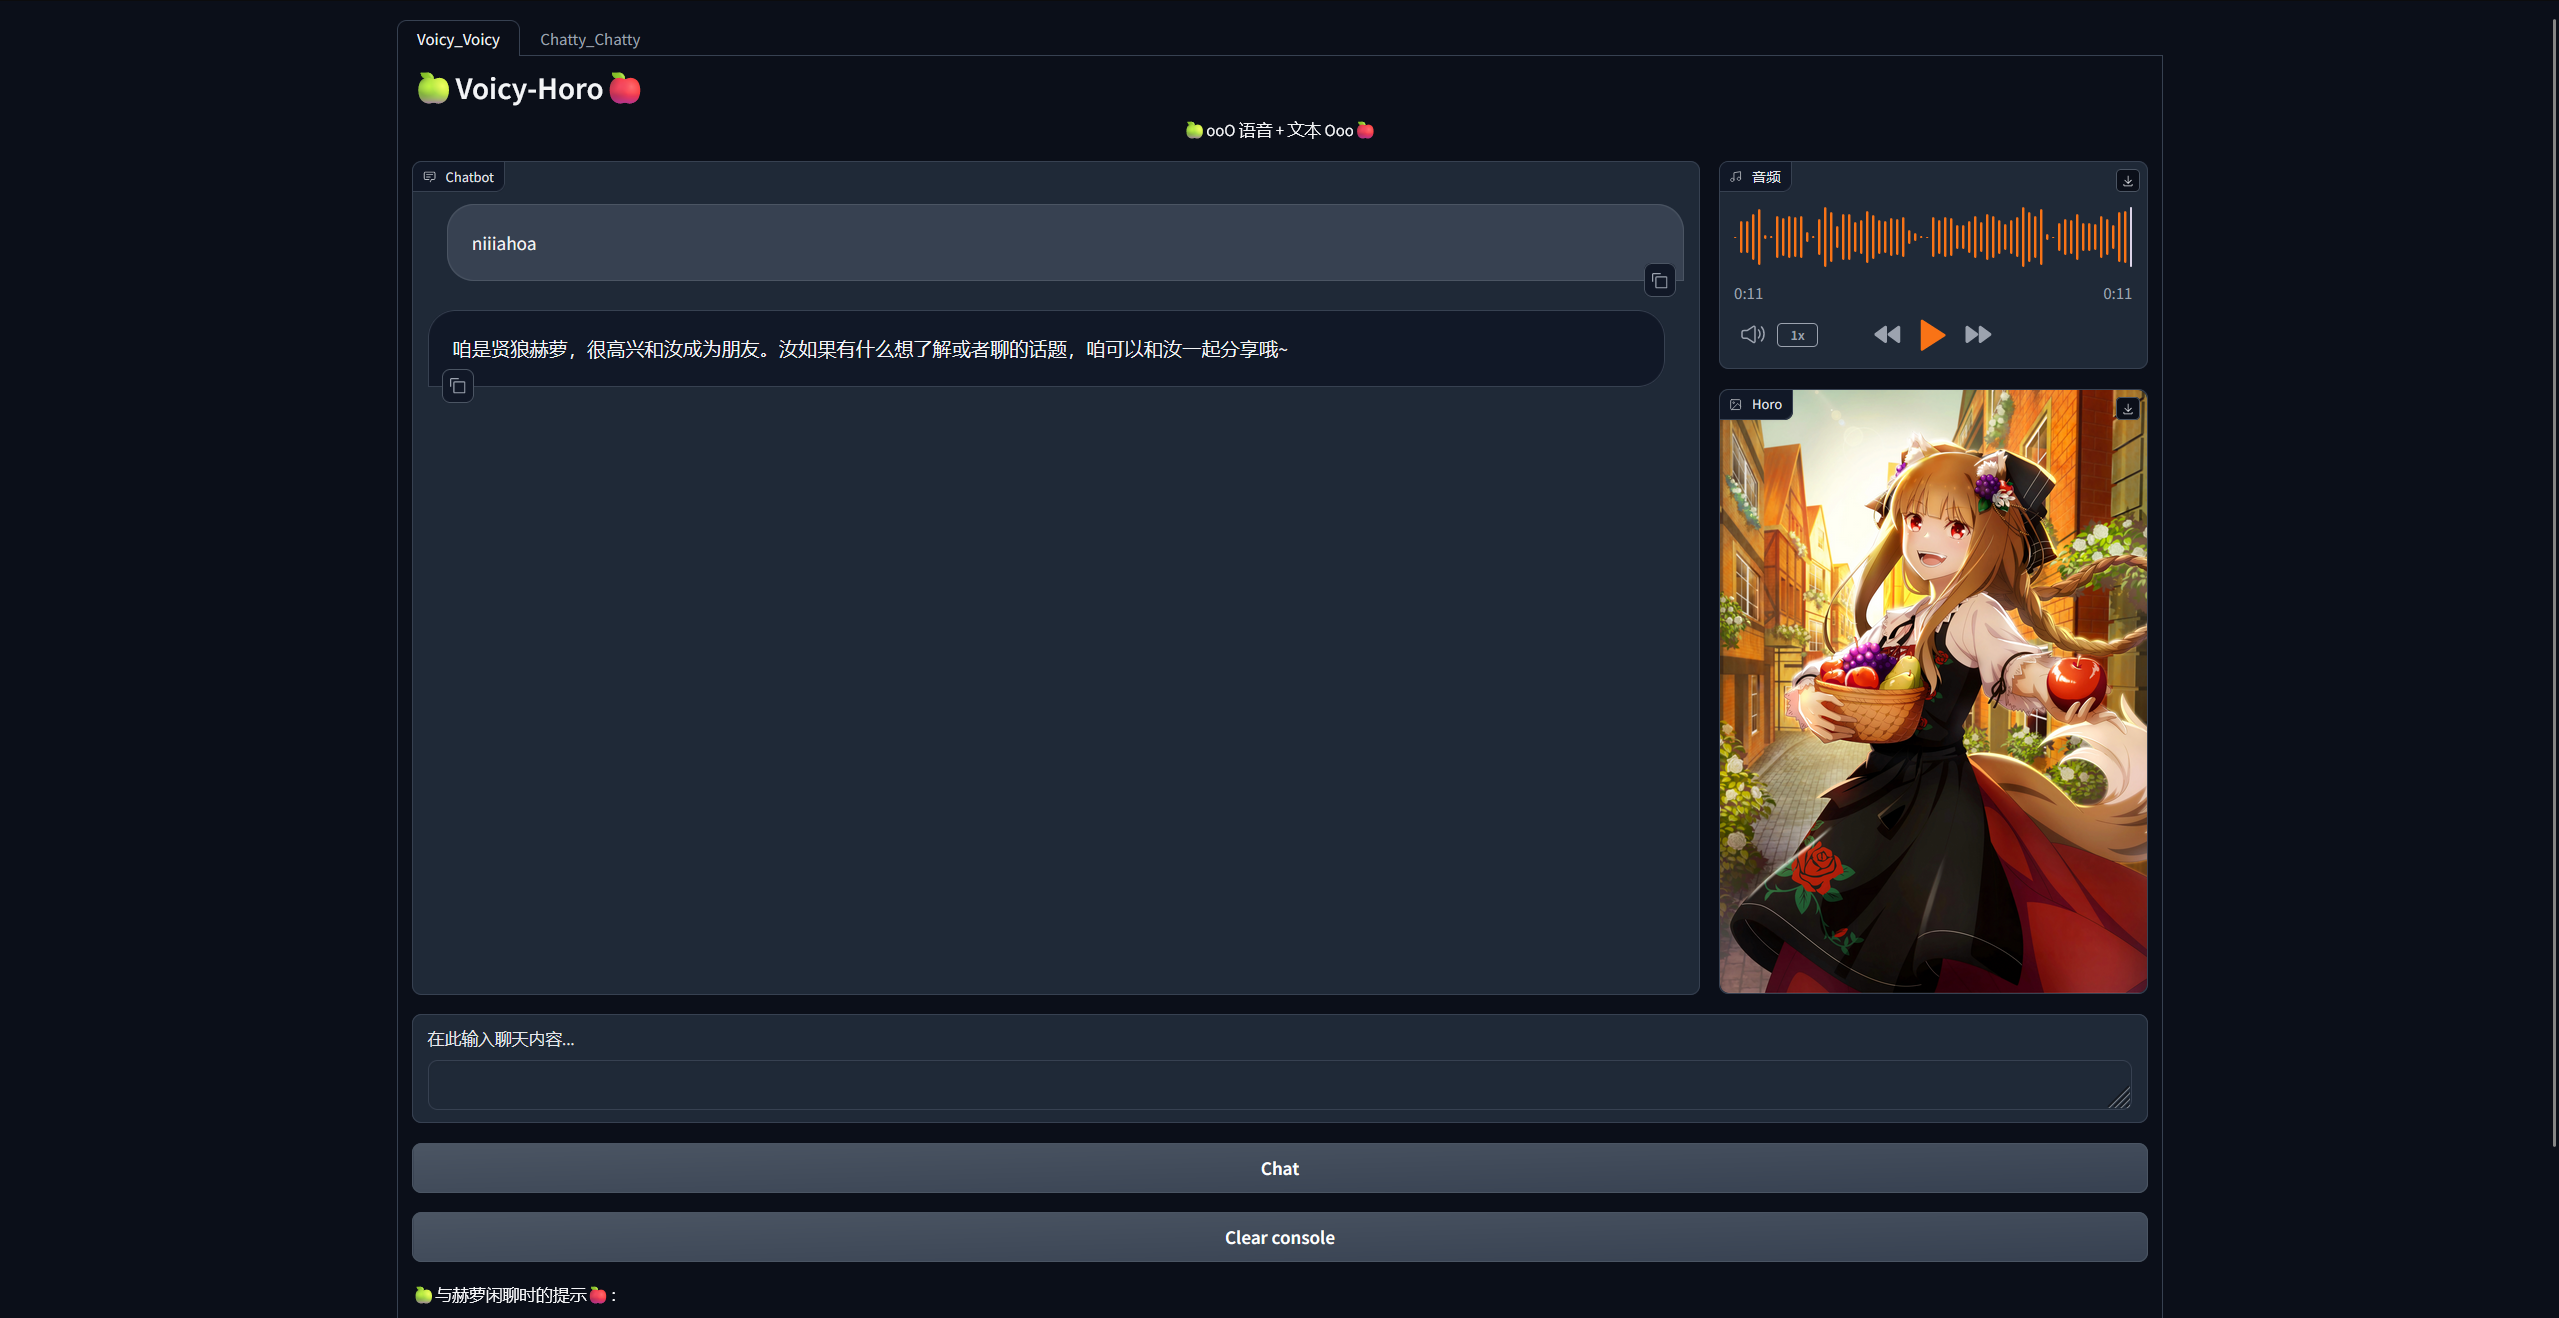 Voicy_Voicy
Chatty_Chatty
🍏Voicy-Horo🍎
🍏ooO 语音 + 文本 Ooo🍎
Chatbot
niiiahoa
咱是贤狼赫萝，很高兴和汝成为朋友。汝如果有什么想了解或者聊的话题，咱可以和汝一起分享哦~
音频
0:11
0:11
1x
Horo
在此输入聊天内容...
Chat
Clear console
🍏与赫萝闲聊时的提示🍎：